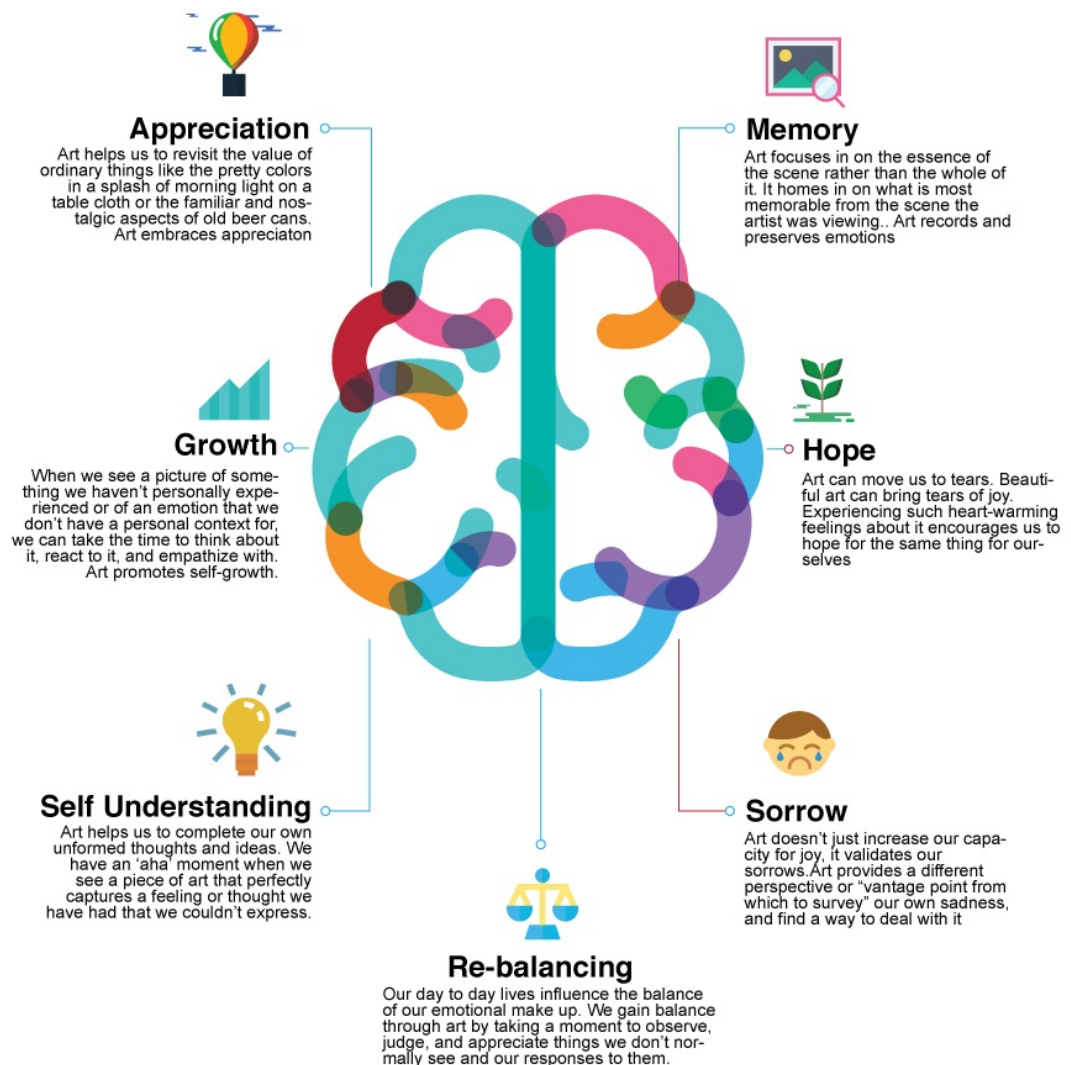 Appreciation
Art helps us to revisit the value of
ordinary things like the pretty colors
in a splash of morning light on a
table cloth or the familiar and nos-
talgic aspects of old beer cans.
Art embraces appreciaton
Memory
Art focuses in on the essence of
the scene rather than the whole of
it. It homes in on what is most
memorable from the scene the
artist was viewing.. Art records and
preserves emotions
Growth
When we see a picture of some-
thing we haven't personally expe-
rienced or of an emotion that we
don't have a personal context for,
we can take the time to think about
it, react to it, and empathize with.
Art promotes self-growth.
Hope
Art can move us to tears. Beauti-
ful art can bring tears of joy.
Experiencing such heart-warming
feelings about it encourages us to
hope for the same thing for our-
selves
Self Understanding
Art helps us to complete our own
unformed thoughts and ideas. We
have an 'aha' moment when we
see a piece of art that perfectly
captures a feeling or thought we
have had that we couldn't express.
Sorrow
Art doesn't just increase our capa-
city for joy, it validates our
sorrows.Art provides a different
perspective or "vantage point from
which to survey" our own sadness,
and find a way to deal with it
Re-balancing
Our day to day lives influence the balance
of our emotional make up. We gain balance
through art by taking a moment to observe,
judge, and appreciate things we don't nor-
mally see and our responses to them.